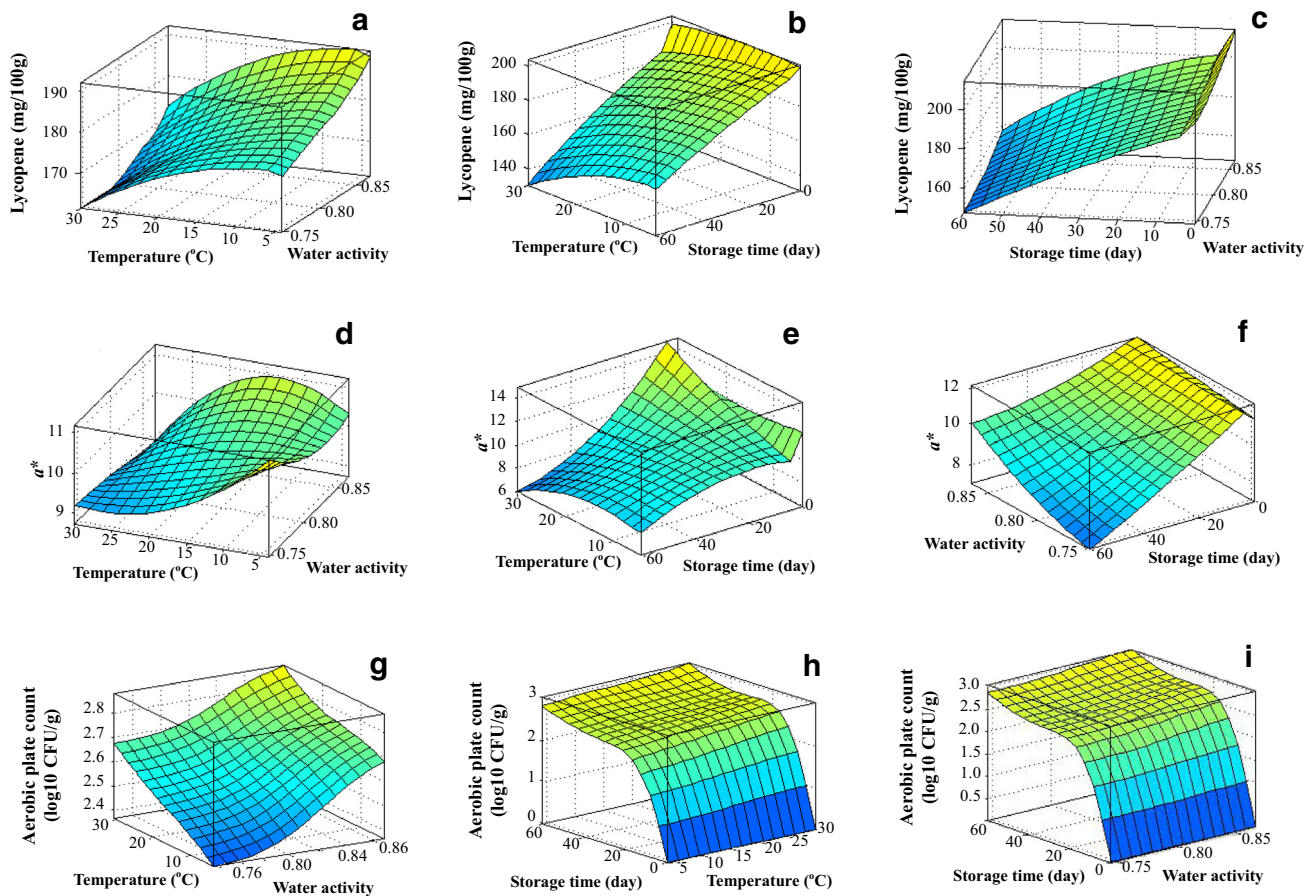 a
Lycopene (mg/100g)
190
180
170
30
25
20
15
10
5
0.75
0.80
0.85
Temperature (°C)
Water activity
b
Lycopene (mg/100g)
200
180
160
140
30
20
10
60
40
20
0
Temperature (°C)
Storage time (day)
c
Lycopene (mg/100g)
200
180
160
60
50
40
30
20
10
0
0.75
0.80
0.85
Storage time (day)
Water activity
d
a*
11
10
9
30
25
20
15
10
5
0.75
0.80
0.85
Temperature (°C)
Water activity
e
a*
14
12
10
8
6
30
20
10
60
40
20
0
Temperature (°C)
Storage time (day)
f
a*
12
10
8
0.85
0.80
0.75
60
40
20
0
Water activity
Storage time (day)
g
Aerobic plate count
(log10 CFU/g)
2.8
2.7
2.6
2.5
2.4
30
20
10
0.76
0.80
0.84
0.86
Temperature (°C)
Water activity
h
Aerobic plate count
(log10 CFU/g)
3
2
1
0
60
40
20
0
5
10
15
20
25
30
Storage time (day)
Temperature (°C)
i
Aerobic plate count
(log10 CFU/g)
3.0
2.5
2.0
1.5
1.0
0.5
60
40
20
0
0.75
0.80
0.85
Storage time (day)
Water activity